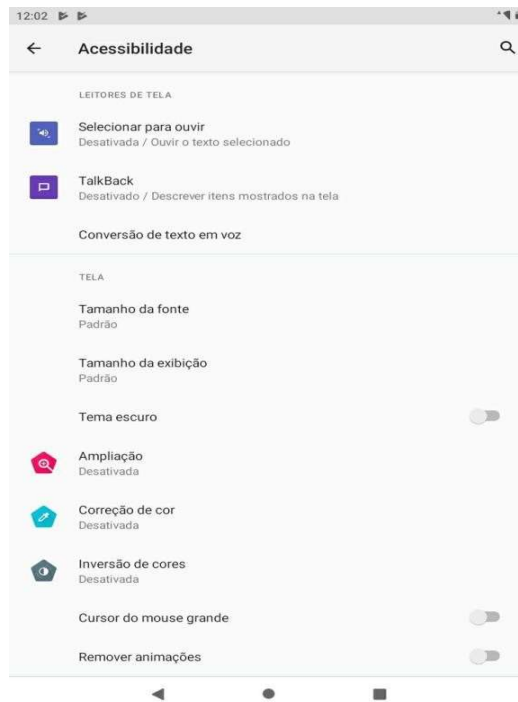 12:02
Acessibilidade
LEITORES DE TELA
Selecionar para ouvir
Desativada / Ouvir o texto selecionado
TalkBack
Desativado / Descrever itens mostrados na tela
Conversão de texto em voz
TELA
Tamanho da fonte
Padrão
Tamanho da exibição
Padrão
Tema escuro
Ampliação
Desativada
Correção de cor
Desativada
Inversão de cores
Desativada
Cursor do mouse grande
Remover animações